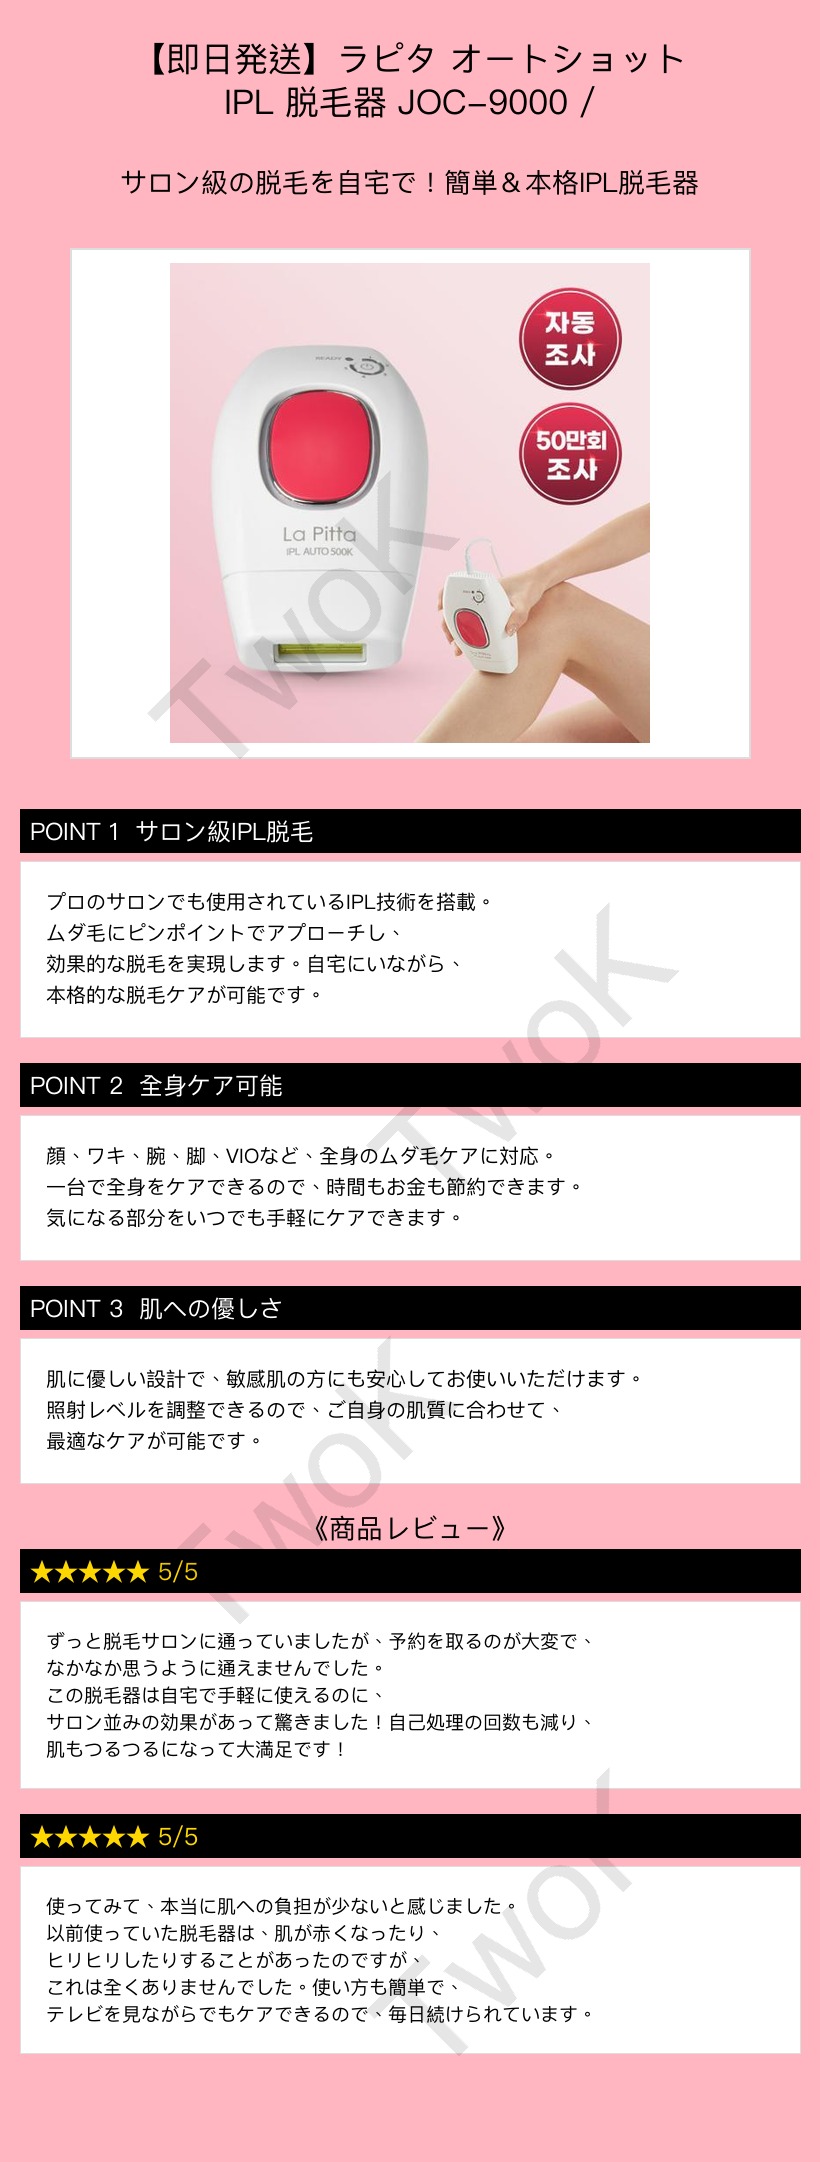 【即日発送】ラピタ オートショット
IPL 脱毛器 JOC-9000 /
サロン級の脱毛を自宅で！簡単＆本格IPL脱毛器
자동
조사
50만회
조사
READY
La Pitta
IPL AUTO 500K
La Pitta
TwoK
POINT 1 サロン級IPL脱毛
プロのサロンでも使用されているIPL技術を搭載。
ムダ毛にピンポイントでアプローチし、
効果的な脱毛を実現します。自宅にいながら、
本格的な脱毛ケアが可能です。
TwoK
POINT 2 全身ケア可能
顔、ワキ、腕、脚、VIOなど、全身のムダ毛ケアに対応。
一台で全身をケアできるので、時間もお金も節約できます。
気になる部分をいつでも手軽にケアできます。
POINT 3 肌への優しさ
肌に優しい設計で、敏感肌の方にも安心してお使いいただけます。
照射レベルを調整できるので、ご自身の肌質に合わせて、
最適なケアが可能です。
TwoK
《商品レビュー》
★★★★★ 5/5
ずっと脱毛サロンに通っていましたが、予約を取るのが大変で、
なかなか思うように通えませんでした。
この脱毛器は自宅で手軽に使えるのに、
サロン並みの効果があって驚きました！自己処理の回数も減り、
肌もつるつるになって大満足です！
★★★★★ 5/5
使ってみて、本当に肌への負担が少ないと感じました。
以前使っていた脱毛器は、肌が赤くなったり、
ヒリヒリしたりすることがあったのですが、
これは全くありませんでした。使い方も簡単で、
テレビを見ながらでもケアできるので、毎日続けられています。
TwoK